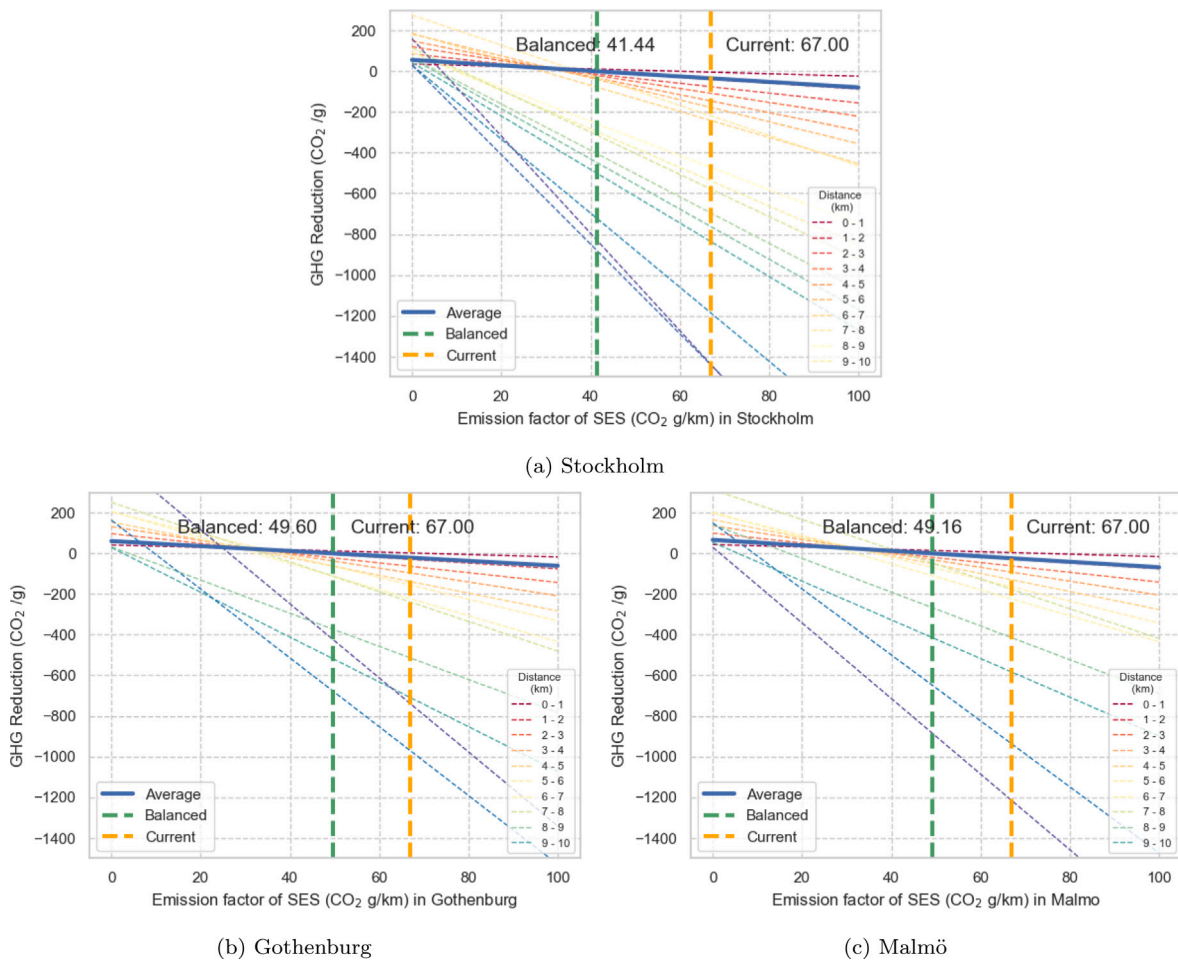 200
0
−200
−400
−600
−800
−1000
−1200
−1400
GHG Reduction (CO2 /g)
Balanced: 41.44
Current: 67.00
Distance
(km)
0 - 1
1 - 2
2 - 3
3 - 4
4 - 5
5 - 6
6 - 7
7 - 8
8 - 9
9 - 10
Average
Balanced
Current
0 20 40 60 80 100
Emission factor of SES (CO2 g/km) in Stockholm
(a) Stockholm
200
0
−200
−400
−600
−800
−1000
−1200
−1400
GHG Reduction (CO2 /g)
Balanced: 49.60
Current: 67.00
Distance
(km)
0 - 1
1 - 2
2 - 3
3 - 4
4 - 5
5 - 6
6 - 7
7 - 8
8 - 9
9 - 10
Average
Balanced
Current
0 20 40 60 80 100
Emission factor of SES (CO2 g/km) in Gothenburg
(b) Gothenburg
200
0
−200
−400
−600
−800
−1000
−1200
−1400
GHG Reduction (CO2 /g)
Balanced: 49.16
Current: 67.00
Distance
(km)
0 - 1
1 - 2
2 - 3
3 - 4
4 - 5
5 - 6
6 - 7
7 - 8
8 - 9
9 - 10
Average
Balanced
Current
0 20 40 60 80 100
Emission factor of SES (CO2 g/km) in Malmo
(c) Malmö